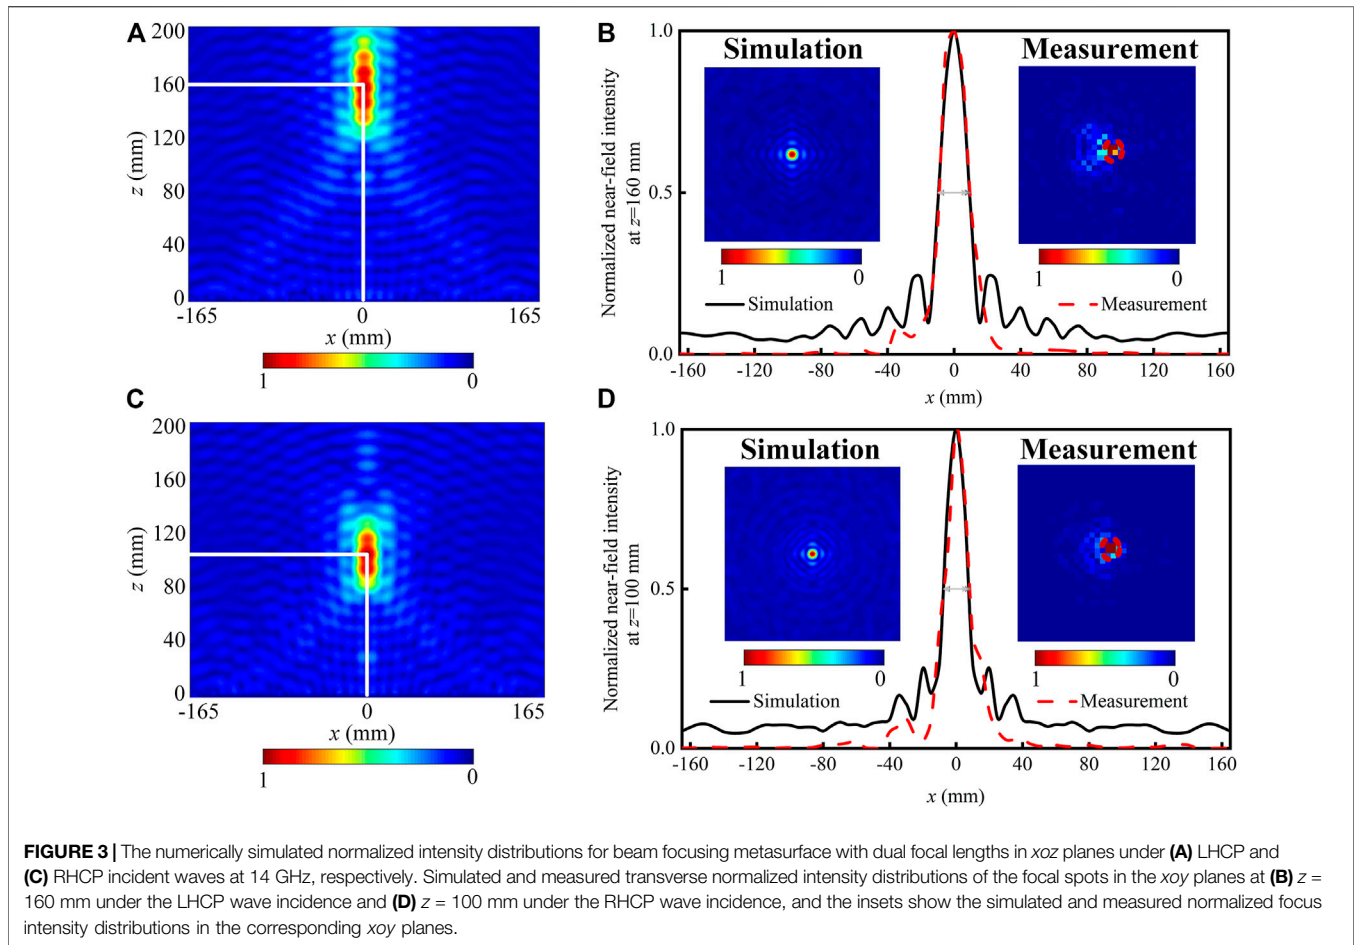 A
200
160
120
80
40
0
z (mm)
-165
0
165
x (mm)
1
0
B
Normalized near-field intensity
at z=160 mm
1.0
0.5
0.0
Simulation
Measurement
1
0
1
0
Simulation
Measurement
-160
-120
-80
-40
0
40
80
120
160
x (mm)
C
200
160
120
80
40
0
z (mm)
-165
0
165
x (mm)
1
0
D
Normalized near-field intensity
at z=100 mm
1.0
0.5
0.0
Simulation
Measurement
1
0
1
0
Simulation
Measurement
-160
-120
-80
-40
0
40
80
120
160
x (mm)
FIGURE 3 | The numerically simulated normalized intensity distributions for beam focusing metasurface with dual focal lengths in xoz planes under (A) LHCP and
(C) RHCP incident waves at 14 GHz, respectively. Simulated and measured transverse normalized intensity distributions of the focal spots in the xoy planes at (B) z =
160 mm under the LHCP wave incidence and (D) z = 100 mm under the RHCP wave incidence, and the insets show the simulated and measured normalized focus
intensity distributions in the corresponding xoy planes.